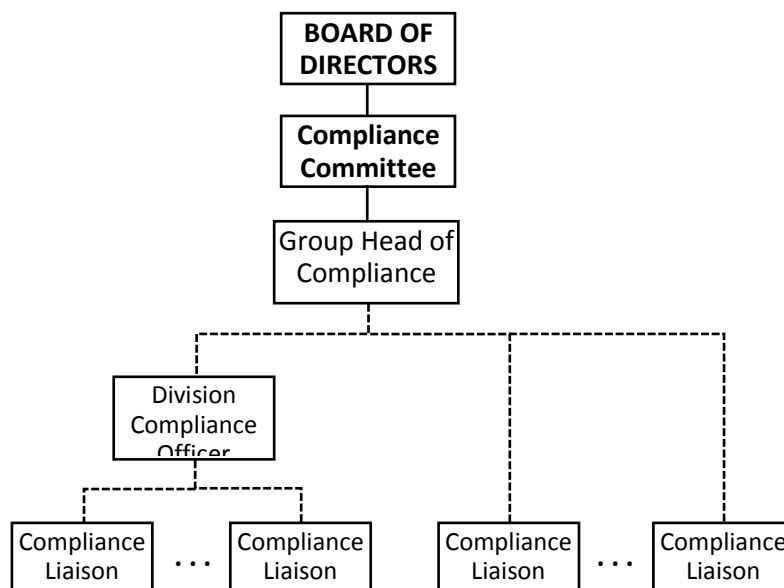 BOARD OF
DIRECTORS
Compliance
Committee
Group Head of
Compliance
Division
Compliance
Officer
Compliance
Liaison
...
Compliance
Liaison
Compliance
Liaison
...
Compliance
Liaison